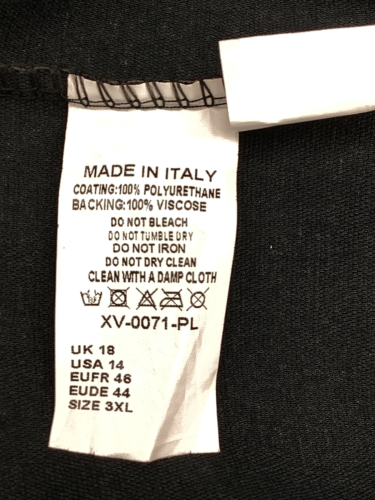 MADE IN ITALY
COATING:100% POLYURETHANE
BACKING:100% VISCOSE
DO NOT BLEACH
DO NOT TUMBLE DRY
DO NOT IRON
DO NOT DRY CLEAN
CLEAN WITH A DAMP CLOTH
XV-0071-PL
UK 18
USA 14
EUFR 46
EUDE 44
SIZE 3XL